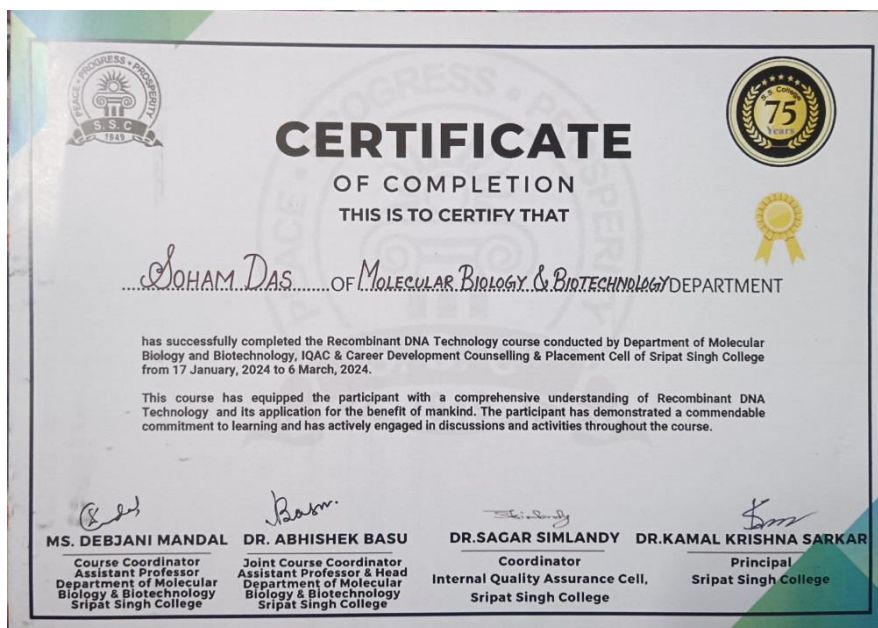 PEACE • PROGRESS • PROSPERITY
S. S. C
1949
S. S. College
75
Years
CERTIFICATE
OF COMPLETION
THIS IS TO CERTIFY THAT
SOHAM DAS OF MOLECULAR BIOLOGY & BIOTECHNOLOGY DEPARTMENT
has successfully completed the Recombinant DNA Technology course conducted by Department of Molecular
Biology and Biotechnology, IQAC & Career Development Counselling & Placement Cell of Sripat Singh College
from 17 January, 2024 to 6 March, 2024.
This course has equipped the participant with a comprehensive understanding of Recombinant DNA
Technology and its application for the benefit of mankind. The participant has demonstrated a commendable
commitment to learning and has actively engaged in discussions and activities throughout the course.
Basu.
MS. DEBJANI MANDAL
Course Coordinator
Assistant Professor
Department of Molecular
Biology & Biotechnology
Sripat Singh College
DR. ABHISHEK BASU
Joint Course Coordinator
Assistant Professor & Head
Department of Molecular
Biology & Biotechnology
Sripat Singh College
DR.SAGAR SIMLANDY
Coordinator
Internal Quality Assurance Cell,
Sripat Singh College
DR.KAMAL KRISHNA SARKAR
Principal
Sripat Singh College